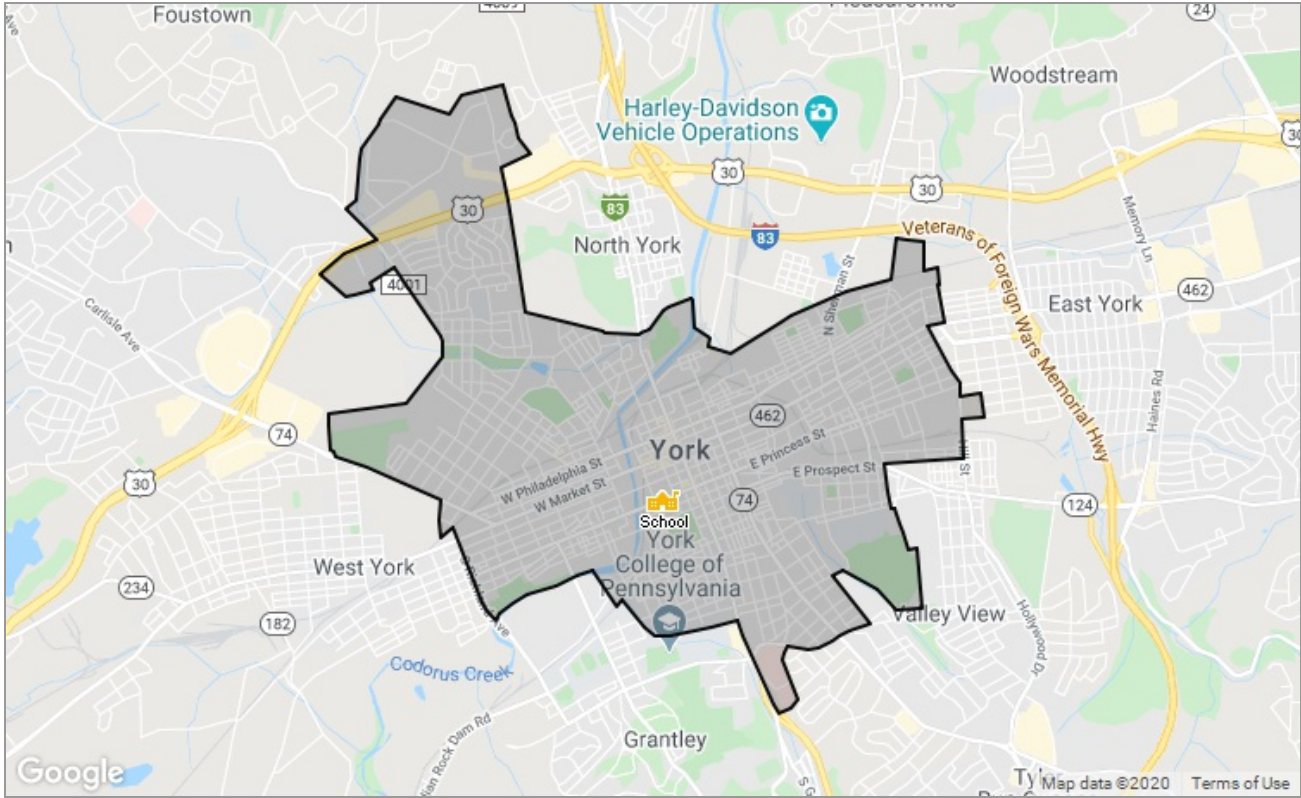 Foustown
24
Woodstream
Harley-Davidson
Vehicle Operations
30
30
30
30
83
North York
83
Veterans of Foreign Wars Memorial Hwy
Memory Ln
4001
N Sherman St
East York
462
Carlisle Ave
Haines Rd
462
74
York
E Princess St
W Philadelphia St
E Prospect St
W Market St
30
74
124
School
York
College of
Pennsylvania
West York
234
182
Valley View
Hollywood Dr
Codorus Creek
Grantley
Google
Map data ©2020
Terms of Use